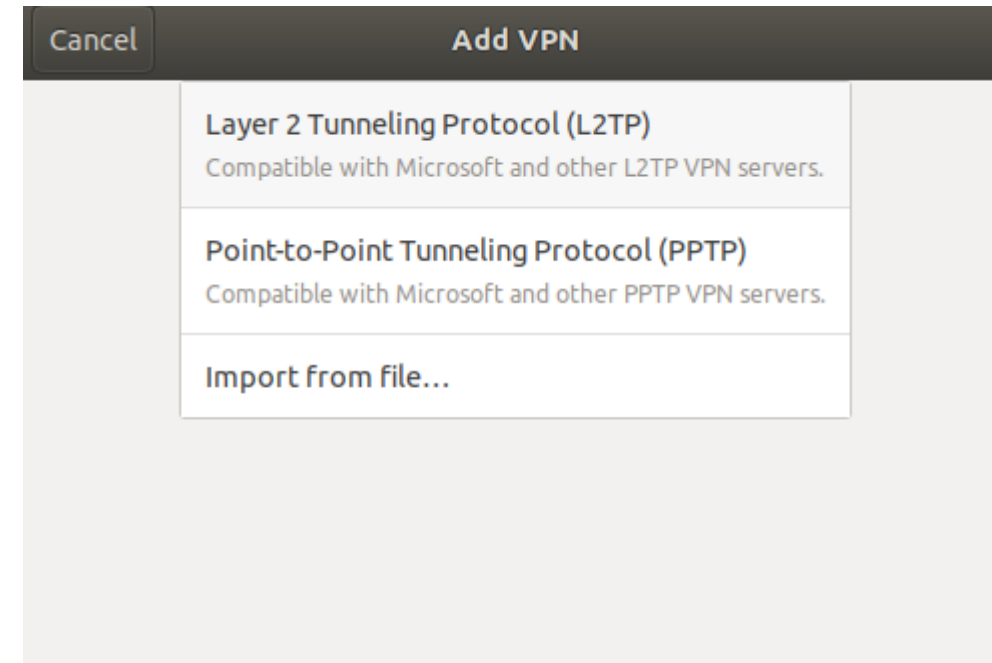 Cancel
Add VPN
Layer 2 Tunneling Protocol (L2TP)
Compatible with Microsoft and other L2TP VPN servers.
Point-to-Point Tunneling Protocol (PPTP)
Compatible with Microsoft and other PPTP VPN servers.
Import from file…